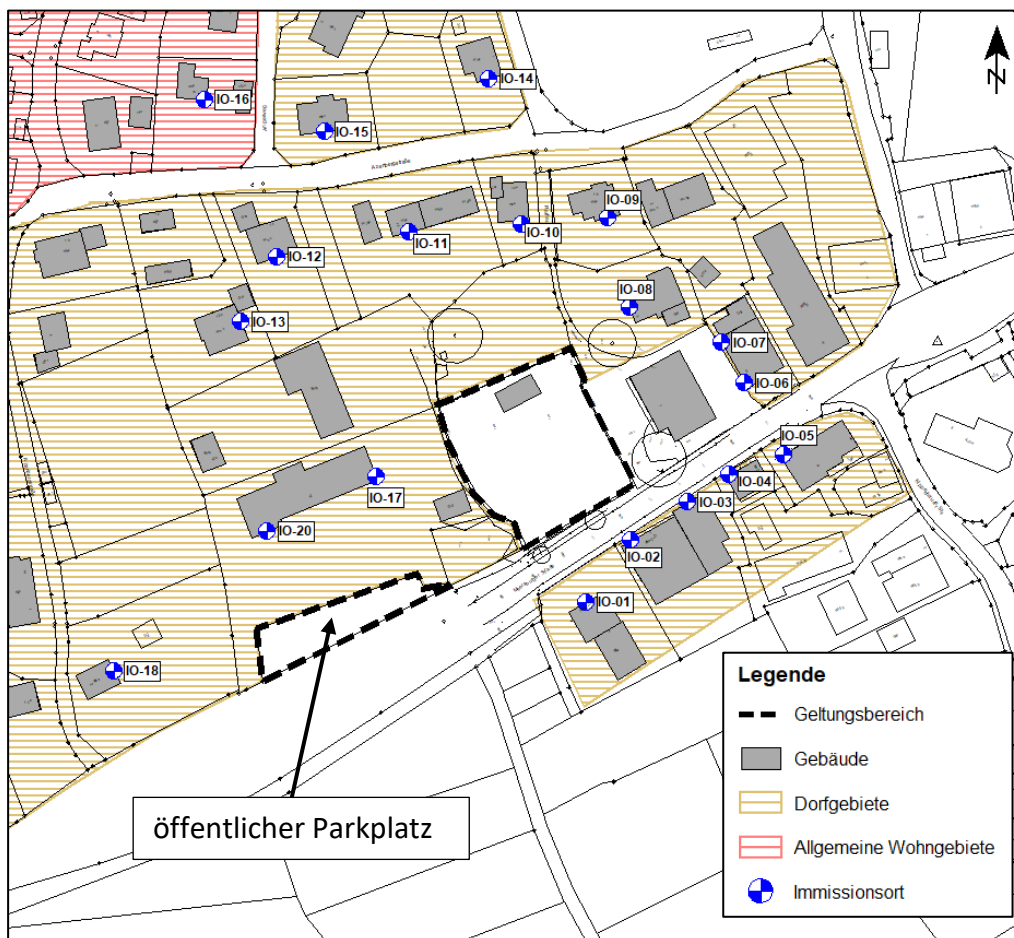 IO-14
N
IO-16
IO-15
IO-09
IO-10
IO-11
IO-12
IO-08
IO-13
IO-07
IO-06
IO-05
IO-04
IO-17
IO-03
IO-20
IO-02
IO-01
IO-18
Legende
Geltungsbereich
Gebäude
Dorfgebiete
Allgemeine Wohngebiete
Immissionsort
öffentlicher Parkplatz